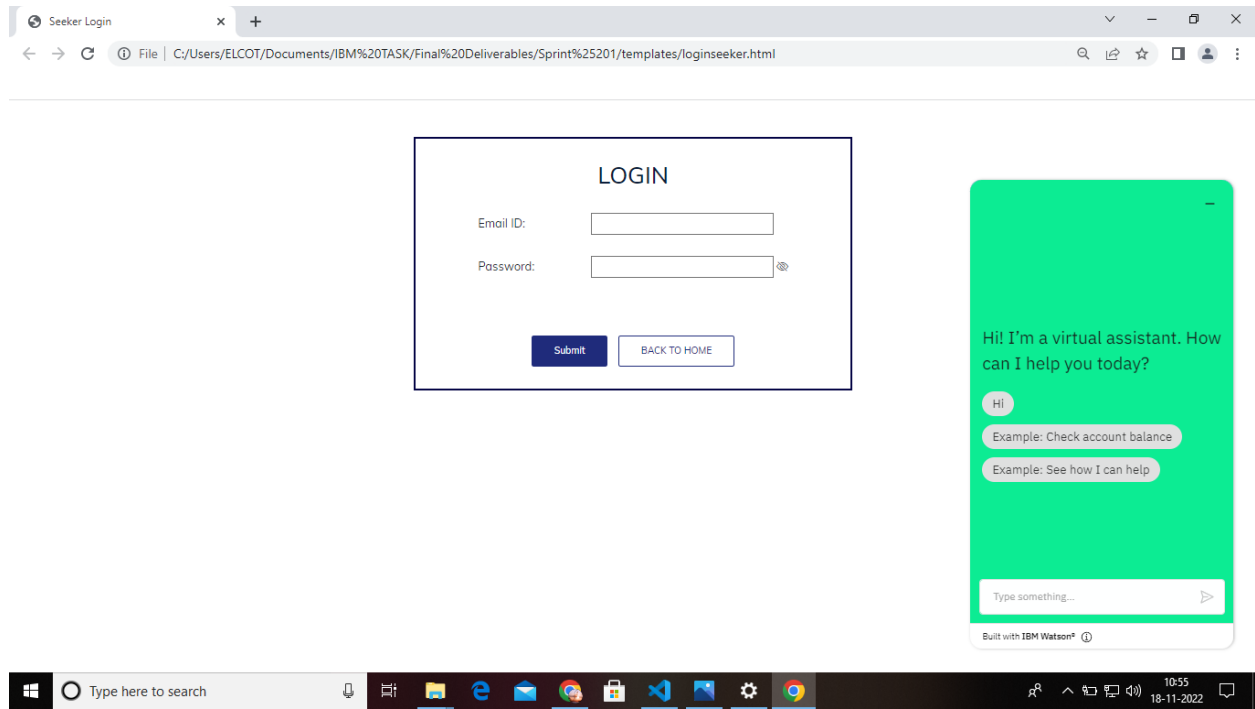 Seeker Login
File | C:/Users/ELCOT/Documents/IBM%20TASK/Final%20Deliverables/Sprint%25201/templates/loginseeker.html
LOGIN
Email ID:
Password:
Submit BACK TO HOME
Hi! I'm a virtual assistant. How
can I help you today?
Hi
Example: Check account balance
Example: See how I can help
Type something...
Built with IBM Watson®
Type here to search
10:55
18-11-2022